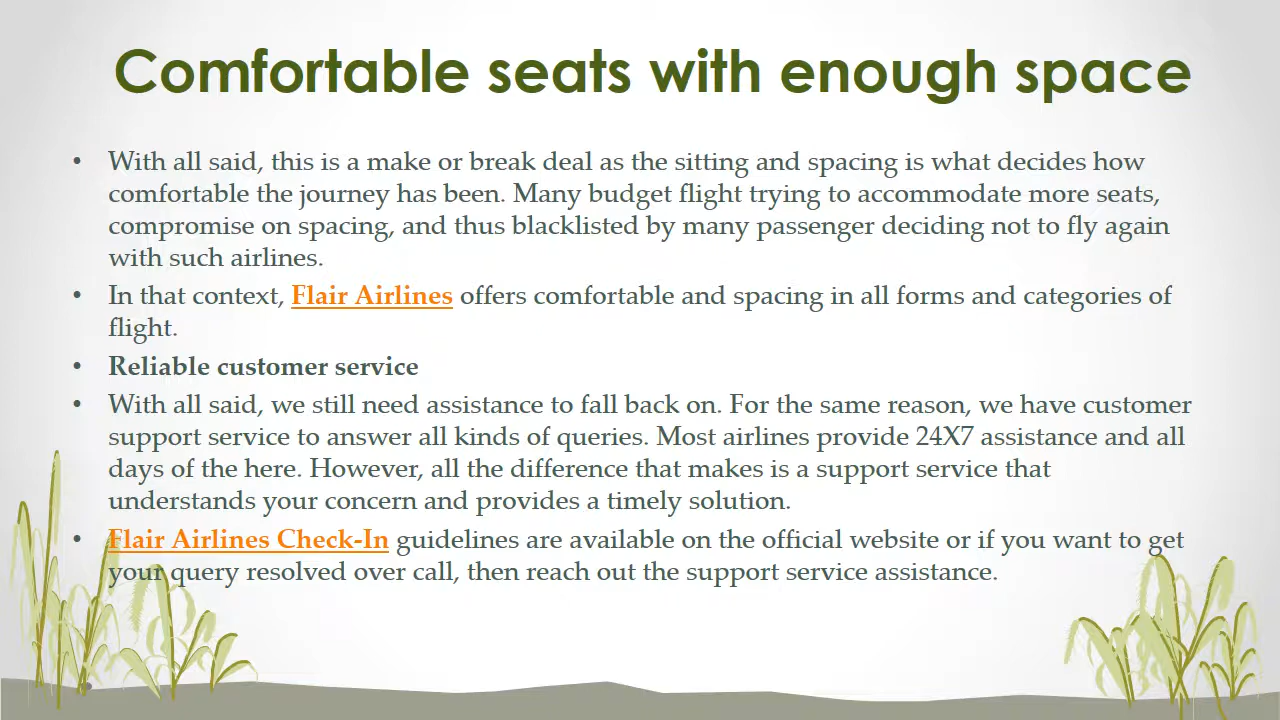 Comfortable seats with enough space
• With all said, this is a make or break deal as the sitting and spacing is what decides how
comfortable the journey has been. Many budget flight trying to accommodate more seats,
compromise on spacing, and thus blacklisted by many passenger deciding not to fly again
with such airlines.
• In that context, Flair Airlines offers comfortable and spacing in all forms and categories of
flight.
• Reliable customer service
• With all said, we still need assistance to fall back on. For the same reason, we have customer
support service to answer all kinds of queries. Most airlines provide 24X7 assistance and all
days of the here. However, all the difference that makes is a support service that
understands your concern and provides a timely solution.
• Flair Airlines Check-In guidelines are available on the official website or if you want to get
your query resolved over call, then reach out the support service assistance.